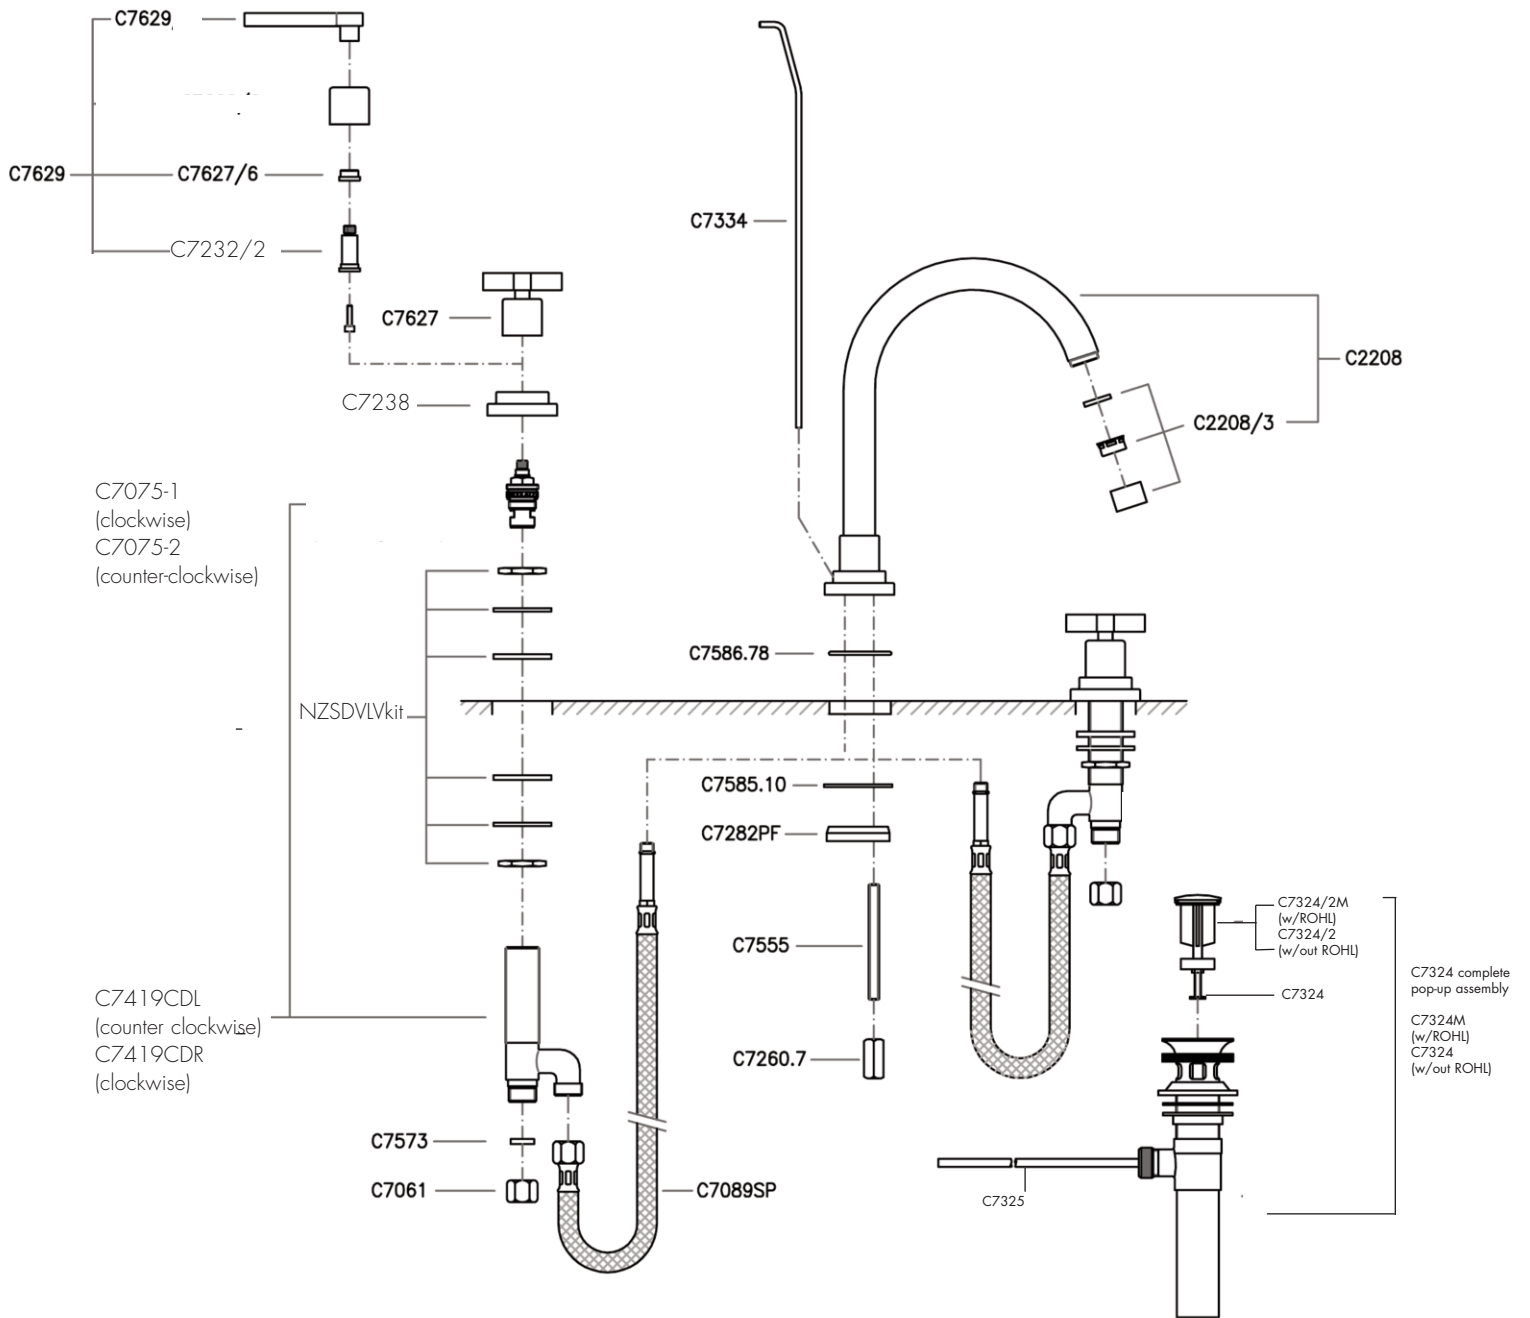 C7629
C7629
C7627/6
C7232/2
C7627
C7238
C7334
C2208
C2208/3
C7075-1
(clockwise)
C7075-2
(counter-clockwise)
NZSDVLVkit
C7586.78
C7585.10
C7282PF
C7555
C7260.7
C7419CDL
(counter clockwise)
C7419CDR
(clockwise)
C7573
C7061
C7089SP
C7324/2M
(w/ROHL)
C7324/2
(w/out ROHL)
C7324
C7324 complete
pop-up assembly
C7324M
(w/ROHL)
C7324
(w/out ROHL)
C7325